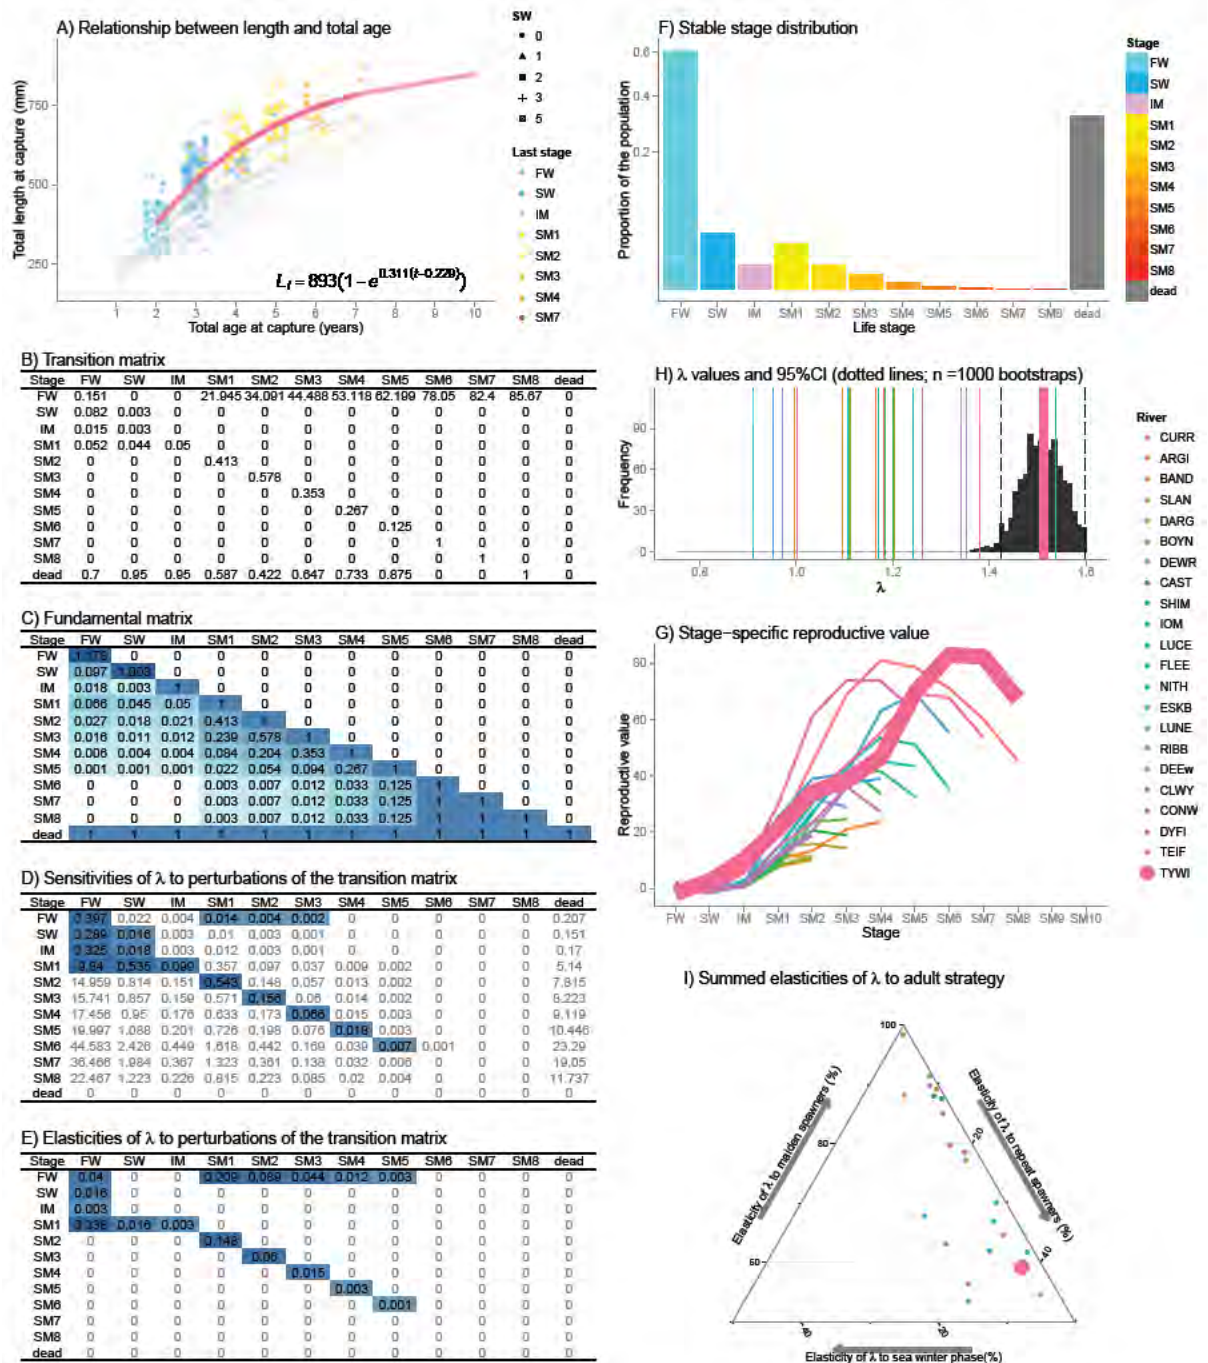 A) Relationship between length and total age
Total length at capture (mm)
750
500
250
1 2 3 4 5 6 7 8 9 10
Total age at capture (years)
SW
0
1
2
3
5
Last stage
FW
SW
IM
SM1
SM2
SM3
SM4
SM7
F) Stable stage distribution
Proportion of the population
0.6
0.4
0.2
FW SW IM SM1 SM2 SM3 SM4 SM5 SM6 SM7 SM8 dead
Life stage
Stage
FW
SW
IM
SM1
SM2
SM3
SM4
SM5
SM6
SM7
SM8
dead
B) Transition matrix
Stage FW SW IM SM1 SM2 SM3 SM4 SM5 SM6 SM7 SM8 dead
FW 0.151 0 0 21.945 34.091 44.488 53.118 62.199 78.05 82.4 85.67 0
SW 0.082 0.003 0 0 0 0 0 0 0 0 0 0
IM 0.015 0.003 0 0 0 0 0 0 0 0 0 0
SM1 0.052 0.044 0.05 0 0 0 0 0 0 0 0 0
SM2 0 0 0 0.413 0 0 0 0 0 0 0 0
SM3 0 0 0 0 0.578 0 0 0 0 0 0 0
SM4 0 0 0 0 0 0.353 0 0 0 0 0 0
SM5 0 0 0 0 0 0 0.267 0 0 0 0 0
SM6 0 0 0 0 0 0 0 0.125 0 0 0 0
SM7 0 0 0 0 0 0 0 0 1 0 0 0
SM8 0 0 0 0 0 0 0 0 0 1 0 0
dead 0.7 0.95 0.95 0.587 0.422 0.647 0.733 0.875 0 0 1 0
H) λ values and 95%CI (dotted lines; n =1000 bootstraps)
Frequency
90
60
30
0
0.8 1.0 1.2 1.4 1.6
λ
River
CURR
ARGI
BAND
SLAN
DARG
BOYN
DEWR
CAST
SHIM
IOM
LUCE
FLEE
NITH
ESKB
LUNE
RIBB
DEEw
CLWY
CONW
DYFI
TEIF
TYWI
C) Fundamental matrix
Stage FW SW IM SM1 SM2 SM3 SM4 SM5 SM6 SM7 SM8 dead
FW 0 0 0 0 0 0 0 0 0 0 0
SW 0.097 1.003 0 0 0 0 0 0 0 0 0 0
IM 0.018 0.003 1 0 0 0 0 0 0 0 0 0
SM1 0.066 0.045 0.05 1 0 0 0 0 0 0 0 0
SM2 0.027 0.018 0.021 0.413 1 0 0 0 0 0 0 0
SM3 0.016 0.011 0.012 0.239 0.578 1 0 0 0 0 0 0
SM4 0.006 0.004 0.004 0.084 0.204 0.353 1 0 0 0 0 0
SM5 0.001 0.001 0.001 0.022 0.054 0.094 0.267 1 0 0 0 0
SM6 0 0 0 0.003 0.007 0.012 0.033 0.125 1 0 0 0
SM7 0 0 0 0.003 0.007 0.012 0.033 0.125 1 1 0 0
SM8 0 0 0 0.003 0.007 0.012 0.033 0.125 1 1 1 0
dead 1 1 1 1 1 1 1 1 1 1 1 1
G) Stage−specific reproductive value
Reproductive value
80
60
40
20
0
FW SW IM SM1 SM2 SM3 SM4 SM5 SM6 SM7 SM8 SM9 SM10
Stage
D) Sensitivities of λ to perturbations of the transition matrix
Stage FW SW IM SM1 SM2 SM3 SM4 SM5 SM6 SM7 SM8 dead
FW 0.397 0.022 0.004 0.014 0.004 0.002 0 0 0 0 0 0.207
SW 0.289 0.016 0.003 0.01 0.003 0.001 0 0 0 0 0 0.151
IM 0.325 0.018 0.003 0.012 0.003 0.001 0 0 0 0 0 0.17
SM1 9.84 0.535 0.099 0.357 0.097 0.037 0.009 0.002 0 0 0 5.14
SM2 14.959 0.814 0.151 0.543 0.148 0.057 0.013 0.002 0 0 0 7.815
SM3 15.741 0.857 0.159 0.571 0.156 0.06 0.014 0.002 0 0 0 8.223
SM4 17.456 0.95 0.176 0.633 0.173 0.066 0.015 0.003 0 0 0 9.119
SM5 19.997 1.088 0.201 0.726 0.198 0.076 0.018 0.003 0 0 0 10.446
SM6 44.583 2.426 0.449 1.618 0.442 0.169 0.039 0.007 0.001 0 0 23.29
SM7 36.466 1.984 0.367 1.323 0.361 0.138 0.032 0.006 0 0 0 19.05
SM8 22.467 1.223 0.226 0.815 0.223 0.085 0.02 0.004 0 0 0 11.737
dead 0 0 0 0 0 0 0 0 0 0 0 0
I) Summed elasticities of λ to adult strategy
100
80
60
20
40
40
20
Elasticity of λ to maiden spawners (%)
Elasticity of λ to repeat spawners (%)
Elasticity of λ to sea winter phase(%)
E) Elasticities of λ to perturbations of the transition matrix
Stage FW SW IM SM1 SM2 SM3 SM4 SM5 SM6 SM7 SM8 dead
FW 0.04 0 0 0.209 0.089 0.044 0.012 0.003 0 0 0 0
SW 0.016 0 0 0 0 0 0 0 0 0 0 0
IM 0.003 0 0 0 0 0 0 0 0 0 0 0
SM1 0.016 0.003 0 0 0 0 0 0 0 0 0
SM2 0 0 0 0.148 0 0 0 0 0 0 0 0
SM3 0 0 0 0 0.06 0 0 0 0 0 0 0
SM4 0 0 0 0 0 0.015 0 0 0 0 0 0
SM5 0 0 0 0 0 0 0.003 0 0 0 0 0
SM6 0 0 0 0 0 0 0 0.001 0 0 0 0
SM7 0 0 0 0 0 0 0 0 0 0 0 0
SM8 0 0 0 0 0 0 0 0 0 0 0 0
dead 0 0 0 0 0 0 0 0 0 0 0 0